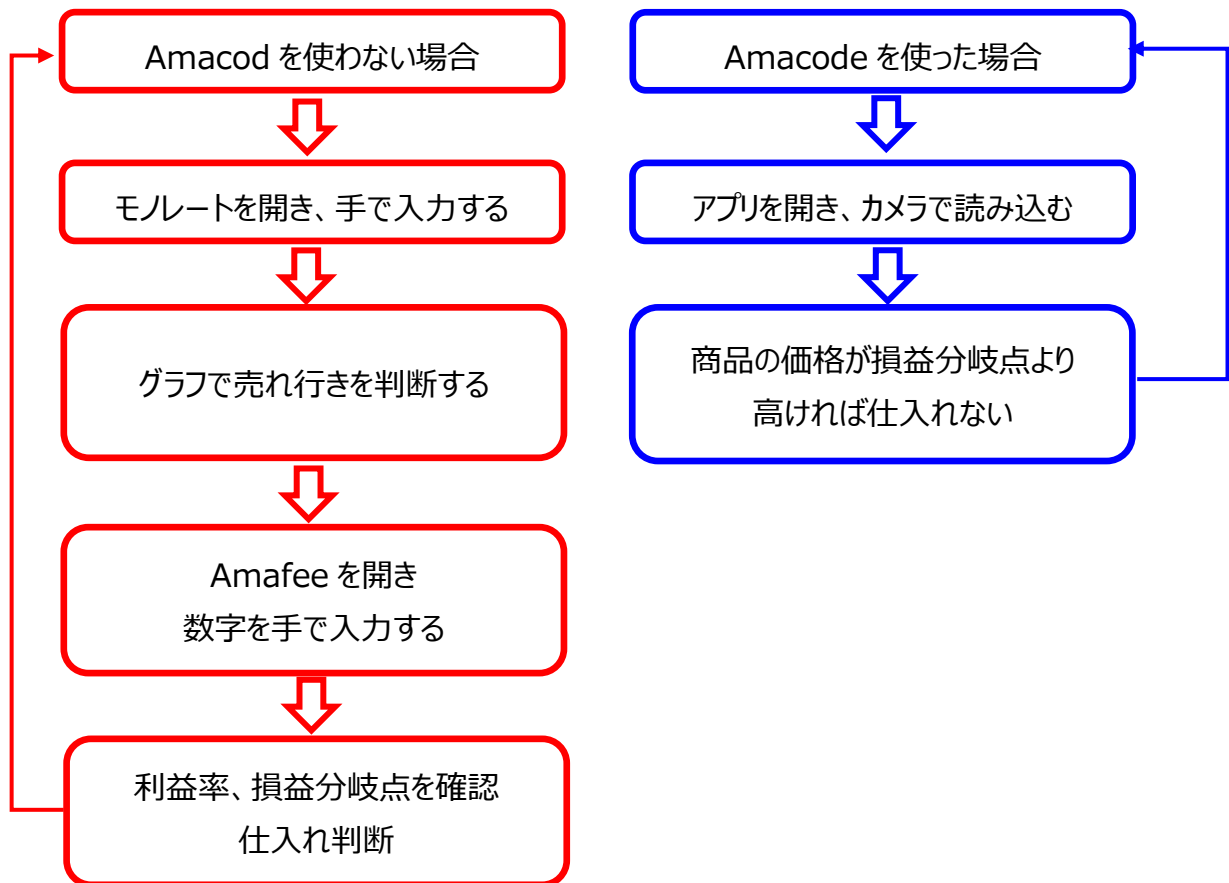 Amacod を使わない場合
モノレートを開き、手で入力する
グラフで売れ行きを判断する
Amafee を開き
数字を手で入力する
利益率、損益分岐点を確認
仕入れ判断
Amacode を使った場合
アプリを開き、カメラで読み込む
商品の価格が損益分岐点より
高ければ仕入れない